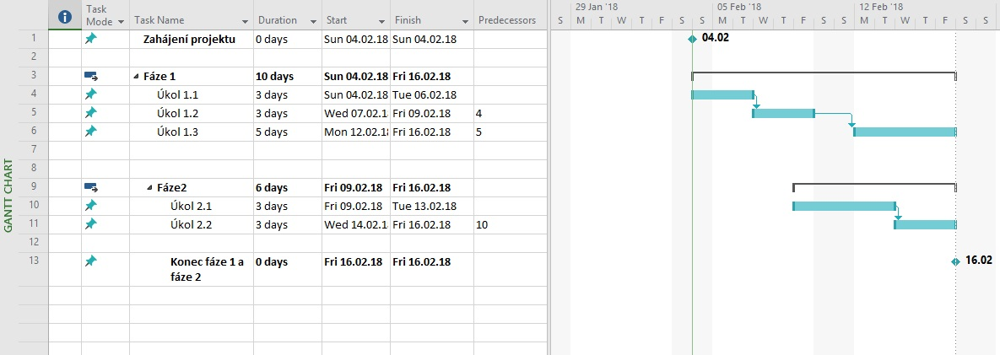 GANTT CHART
Task Mode Task Name Duration Start Finish Predecessors
1 Zahájení projektu 0 days Sun 04.02.18 Sun 04.02.18
2
3 Fáze 1 10 days Sun 04.02.18 Fri 16.02.18
4 Úkol 1.1 3 days Sun 04.02.18 Tue 06.02.18
5 Úkol 1.2 3 days Wed 07.02.1 Fri 09.02.18 4
6 Úkol 1.3 5 days Mon 12.02.1 Fri 16.02.18 5
7
8
9 Fáze2 6 days Fri 09.02.18 Fri 16.02.18
10 Úkol 2.1 3 days Fri 09.02.18 Tue 13.02.18
11 Úkol 2.2 3 days Wed 14.02.1 Fri 16.02.18 10
12
13 Konec fáze 1 a fáze 2 0 days Fri 16.02.18 Fri 16.02.18
29 Jan '18 05 Feb '18 12 Feb '18
S M T W T F S S M T W T F S S M T W T F S S
04.02
16.02